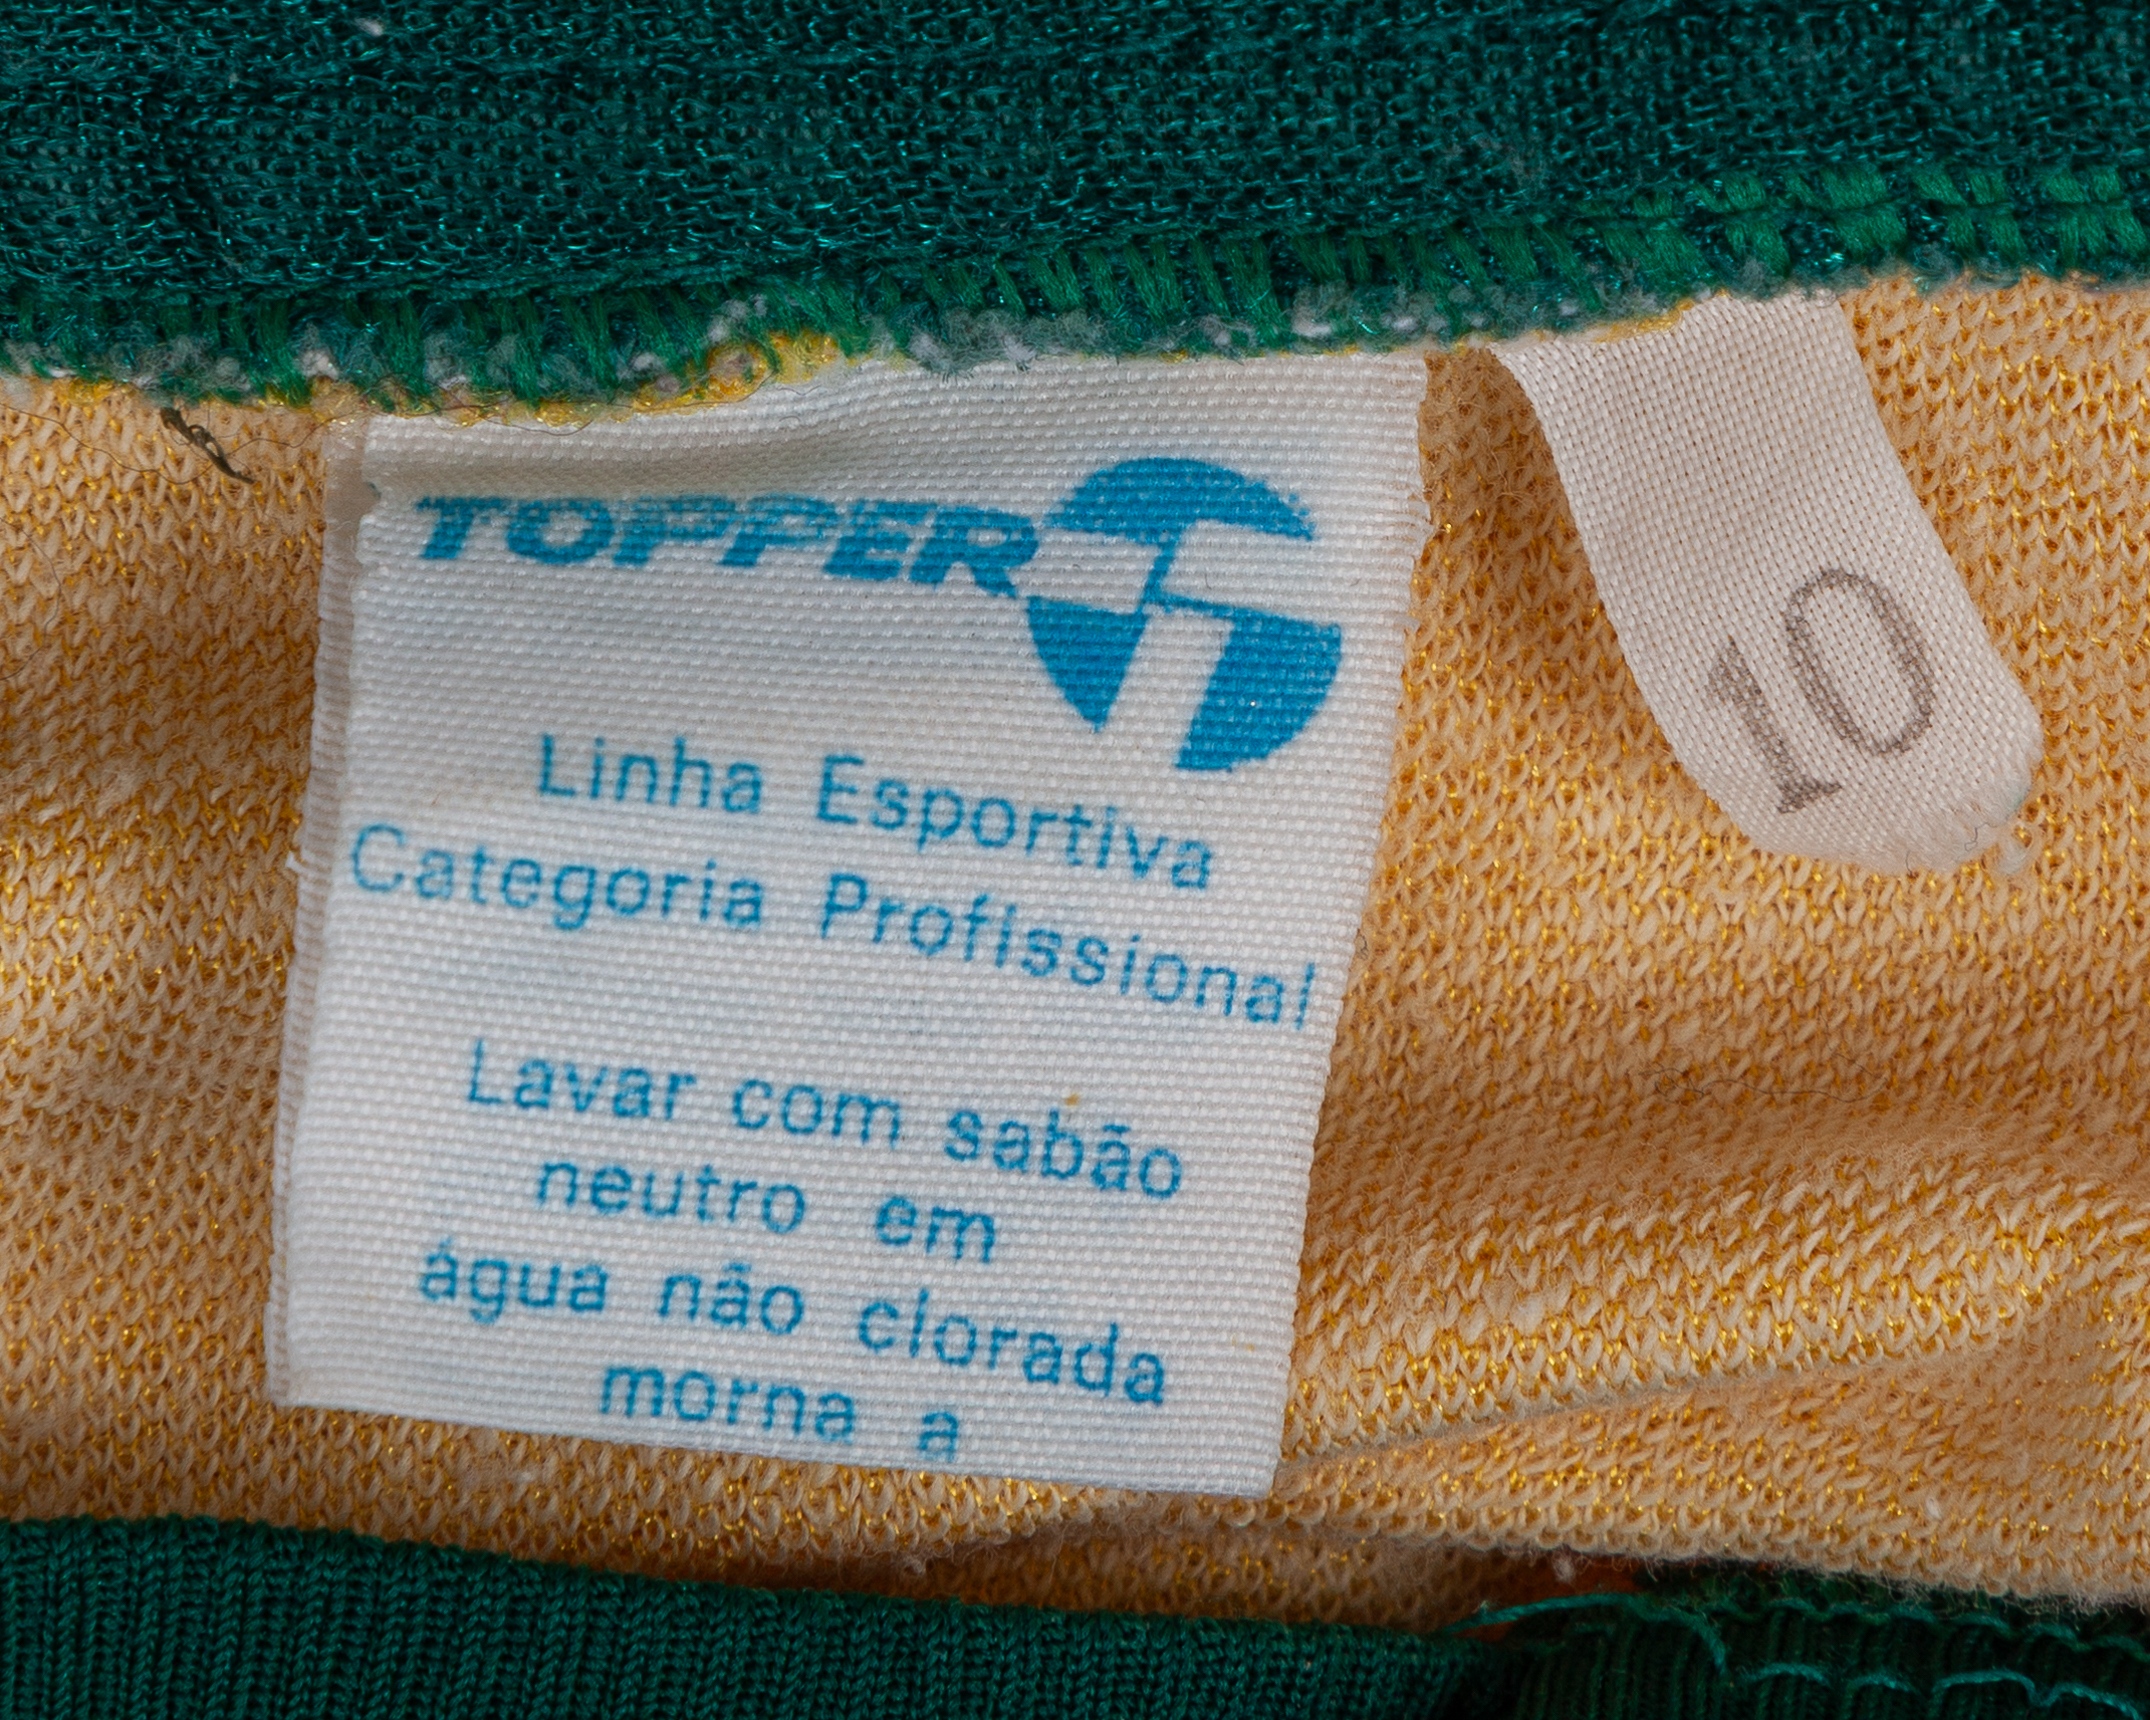 TOPPER
Linha Esportiva
Categoria Profissional
Lavar com sabão
neutro em
água não clorada
morna a
10